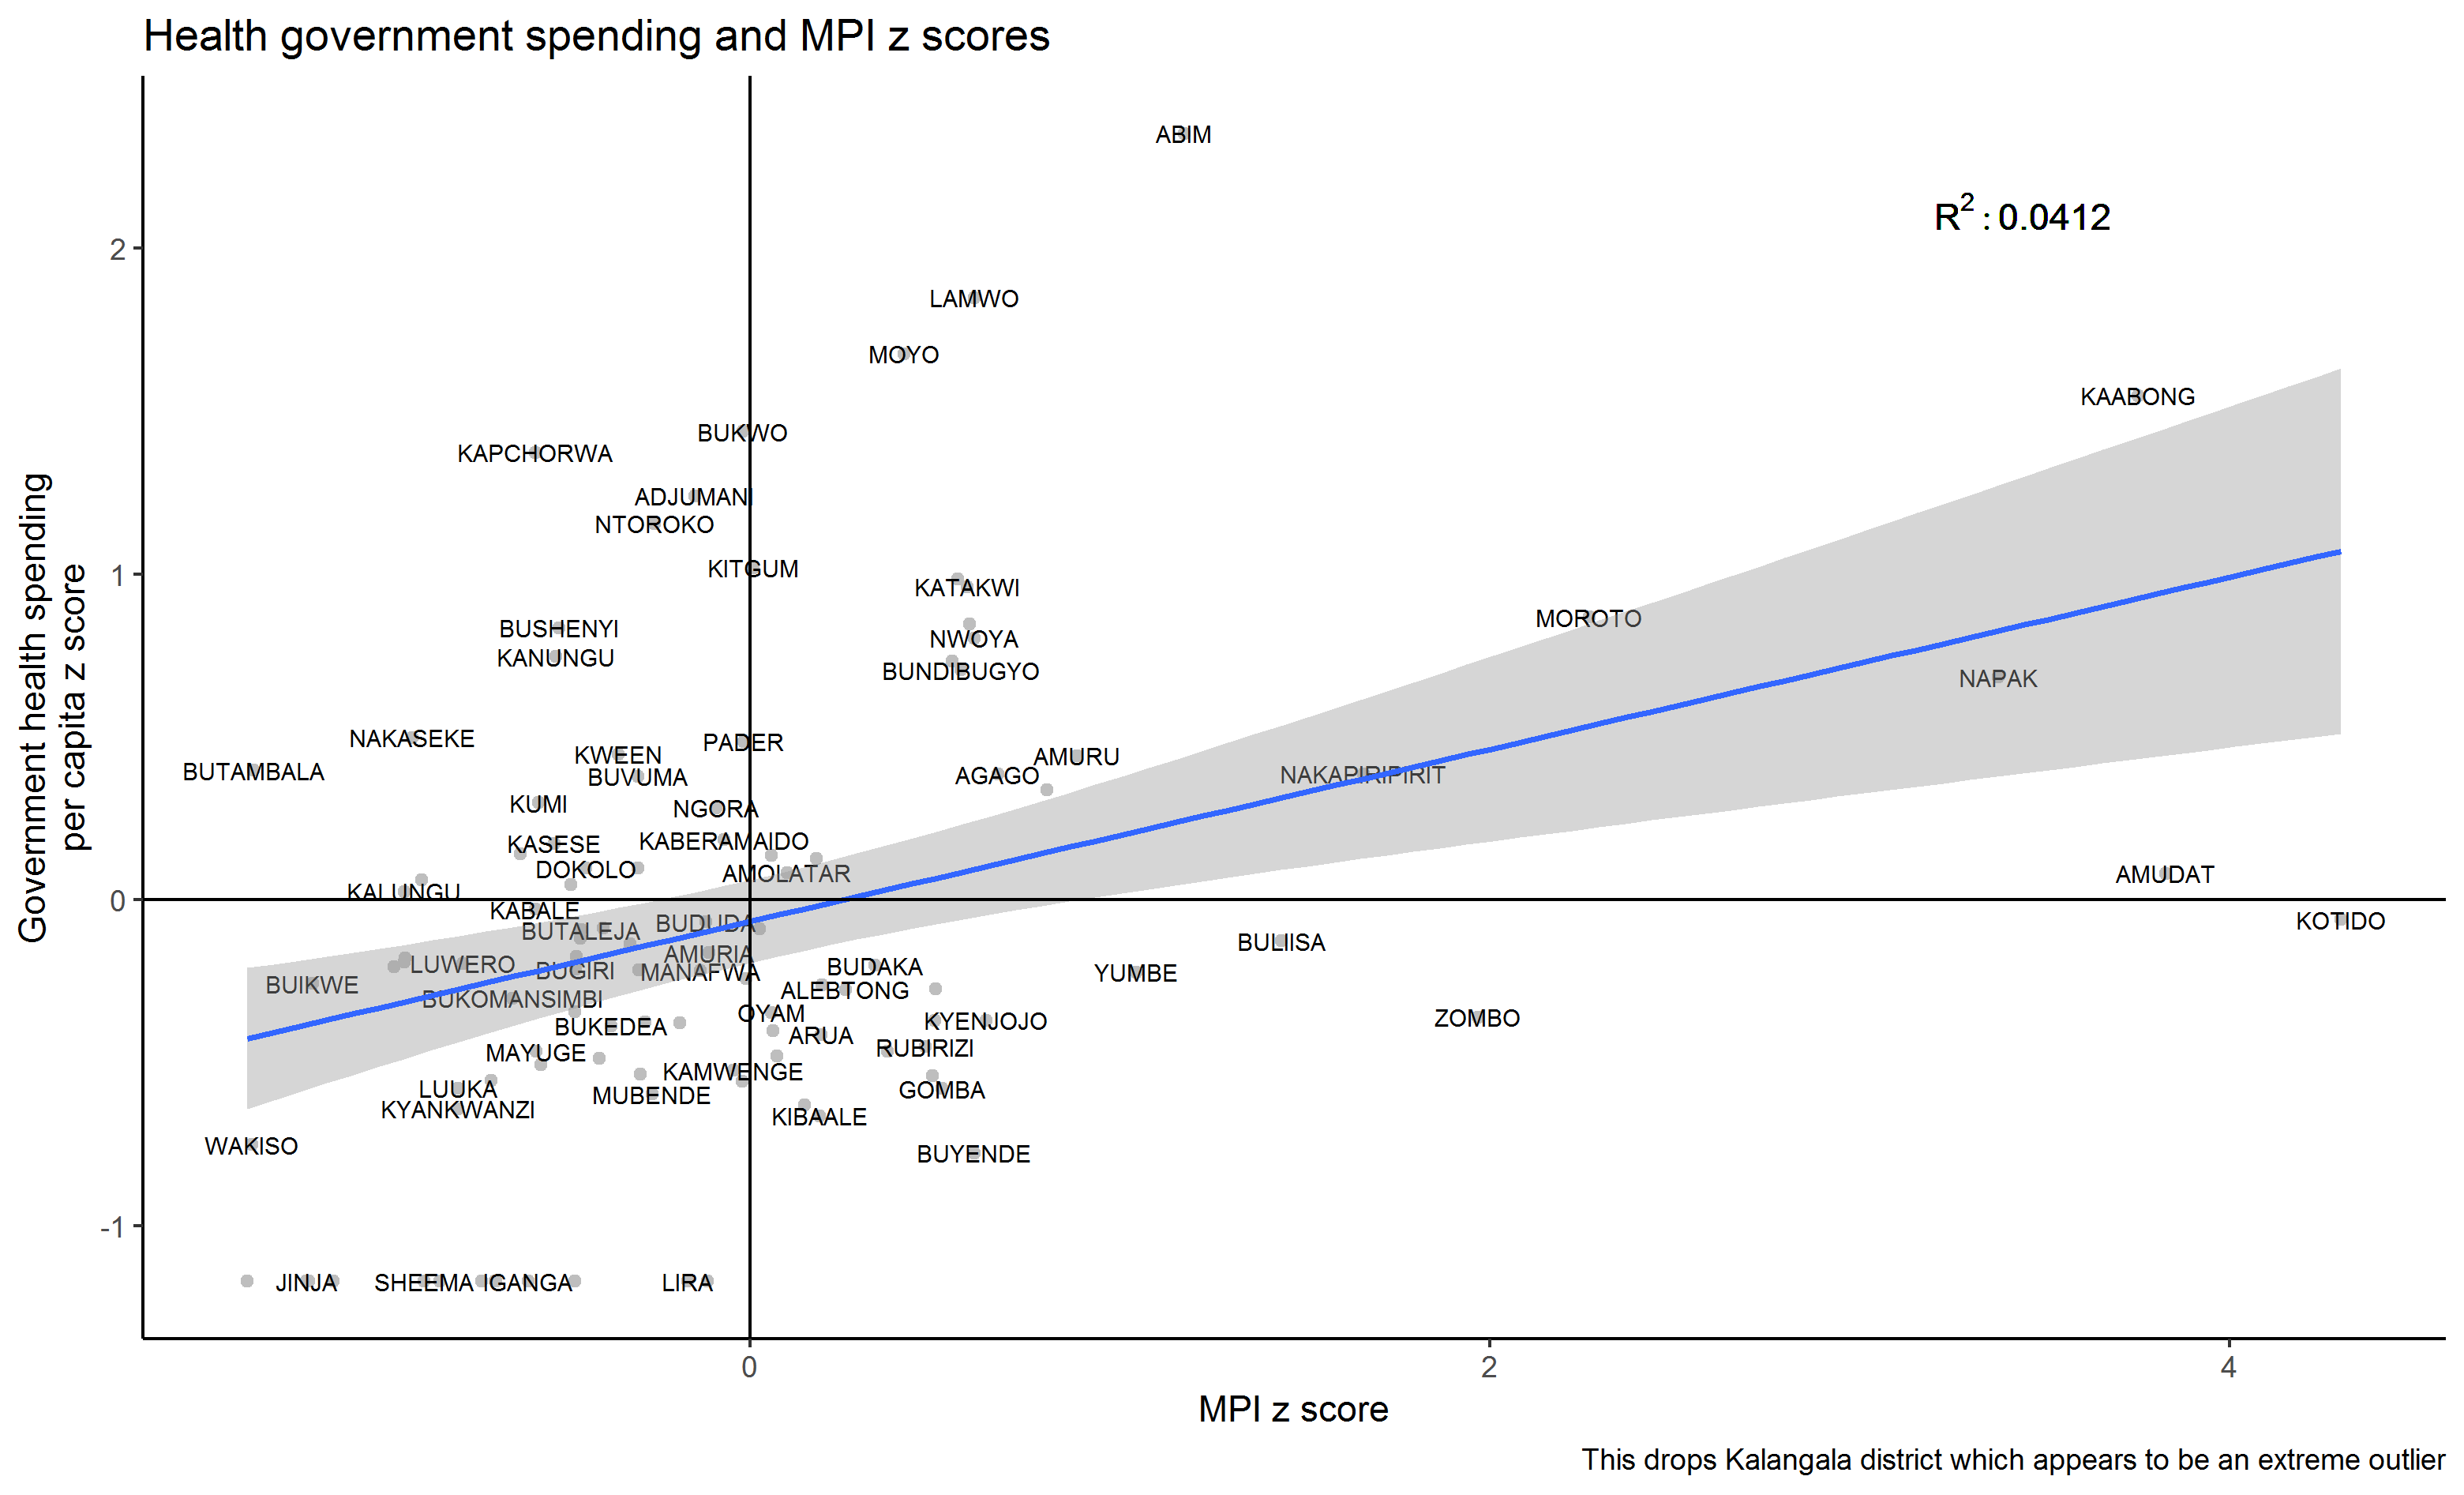 Health government spending and MPI z scores
ABIM
R²:0.0412
2
LAMWO
MOYO
KAABONG
BUKWO
KAPCHORWA
ADJUMANI
NTOROKO
KITGUM
1
KATAKWI
MOROTO
BUSHENYI
NWOYA
KANUNGU
BUNDIBUGYO
NAPAK
Government health spending
per capita z score
NAKASEKE
PADER
KWEEN
AMURU
BUTAMBALA
BUVUMA
AGAGO
NAKAPIRIPIRIT
KUMI
NGORA
KASESE
KABERAMAIDO
DOKOLO
AMOLATAR
AMUDAT
KALUNGU
0
KABALE
BUDUDA
KOTIDO
BUTALEJA
BULIISA
AMURIA
LUWERO
BUGIRI
MANAFWA
BUDAKA
YUMBE
BUIKWE
ALEBTONG
BUKOMANSIMBI
OYAM
ZOMBO
BUKEDEA
KYENJOJO
ARUA
MAYUGE
RUBIRIZI
KAMWENGE
LUUKA
MUBENDE
GOMBA
KYANKWANZI
KIBAALE
WAKISO
BUYENDE
-1
JINJA
SHEEMA
IGANGA
LIRA
0
2
4
MPI z score
This drops Kalangala district which appears to be an extreme outlier